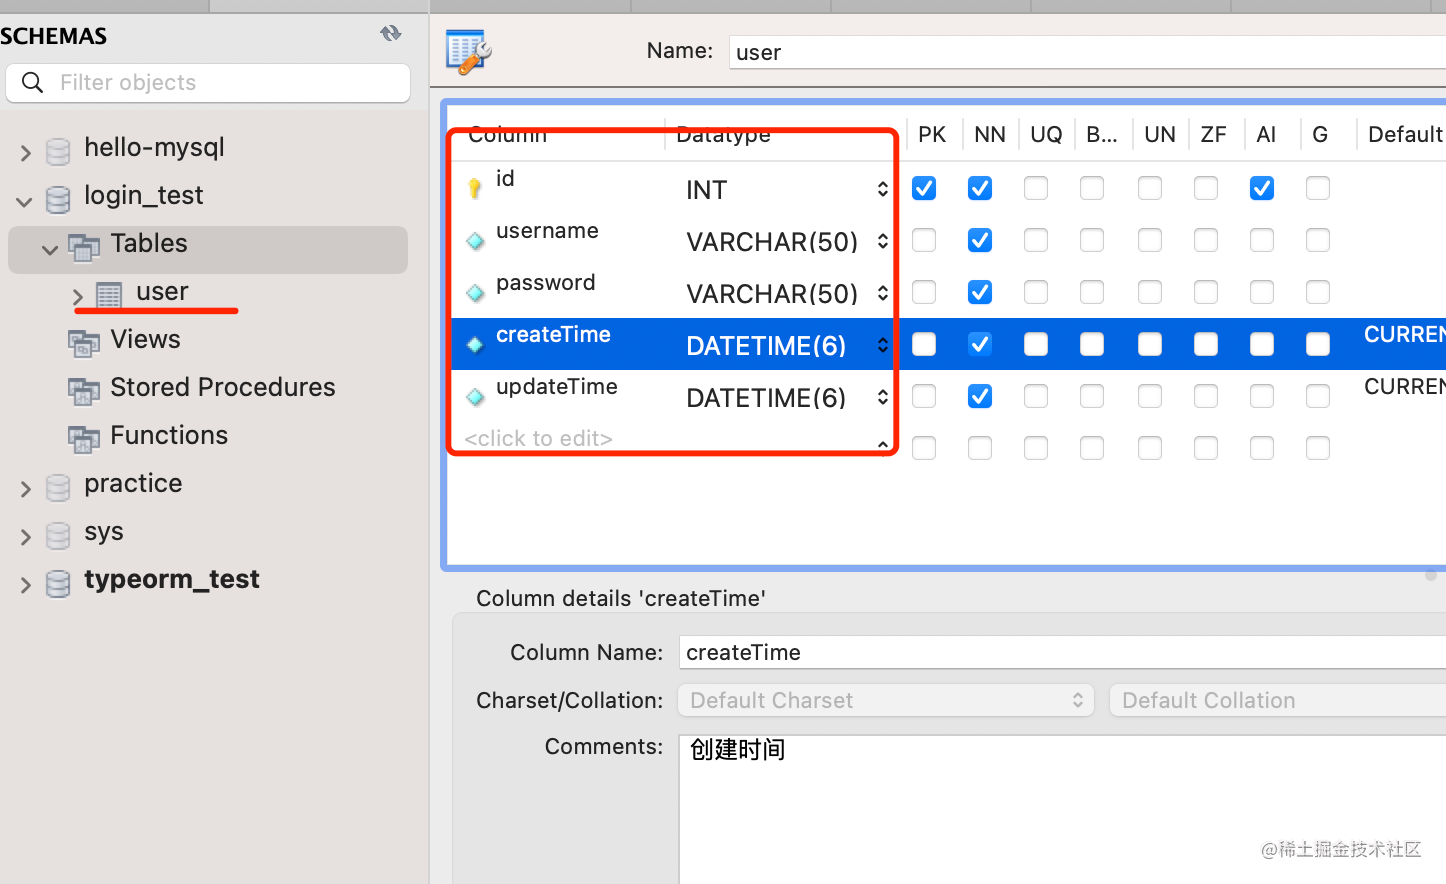 SCHEMAS
Filter objects
hello-mysql
login_test
Tables
user
Views
Stored Procedures
Functions
practice
sys
typeorm_test
Name: user
Column Datatype PK NN UQ B... UN ZF AI G Default
id INT
username VARCHAR(50)
password VARCHAR(50)
createTime DATETIME(6) CURREN
updateTime DATETIME(6) CURREN
<click to edit>
Column details 'createTime'
Column Name: createTime
Charset/Collation: Default Charset Default Collation
Comments: 创建时间
@稀土掘金技术社区